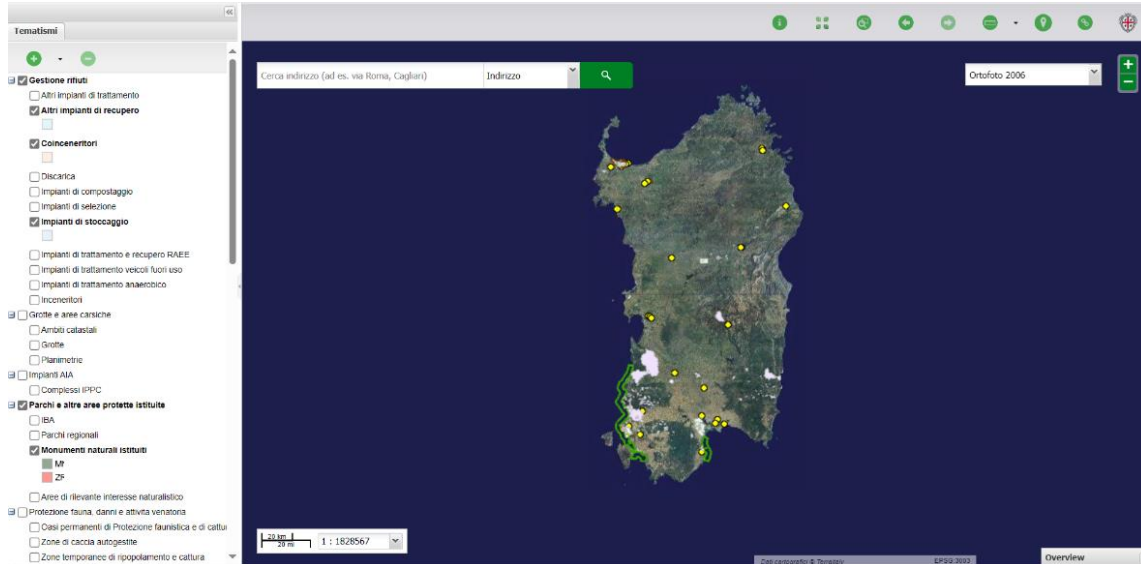 Tematismi
Gestione rifiuti
Altri impianti di trattamento
Altri impianti di recupero
Coinceneritori
Discarica
Impianti di compostaggio
Impianti di selezione
Impianti di stoccaggio
Impianti di trattamento e recupero RAEE
Impianti di trattamento veicoli fuori uso
Impianti di trattamento anaerobico
Inceneritori
Grotte e aree carsiche
Ambiti catastali
Grotte
Planimetrie
Impianti AIA
Complessi IPPC
Parchi e altre aree protette istituite
IBA
Parchi regionali
Monumenti naturali istituiti
Aree di rilevante interesse naturalistico
Protezione fauna, danni e attivita venatoria
Oasi permanenti di Protezione faunistica e di cattu
Zone di caccia autogestite
Zone temporanee di ripopolamento e cattura
Cerca indirizzo (ad es. via Roma, Cagliari) Indirizzo
Ortofoto 2006
+
−
20 km
20 mi
1 : 1828567
Dati cartografici © TerraItaly EPSG 3003
Overview